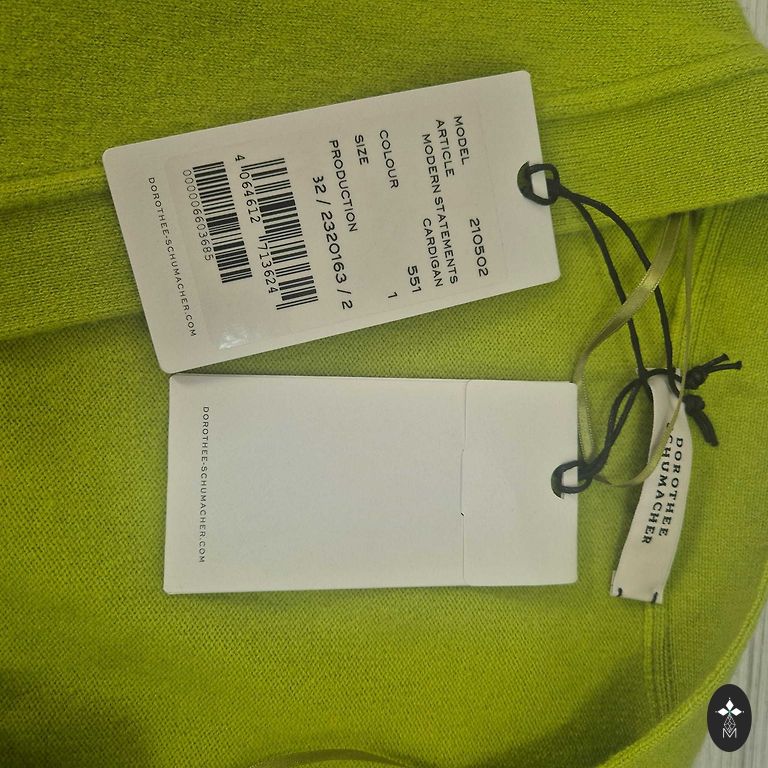 MODEL 210502
ARTICLE MODERN STATEMENTS
CARDIGAN
COLOUR 551
SIZE 1
PRODUCTION
32 / 2320163 / 2
4 064612 713624
000006603685
DOROTHEE-SCHUMACHER.COM
DOROTHEE-SCHUMACHER.COM
DOROTHEE
SCHUMACHER
M